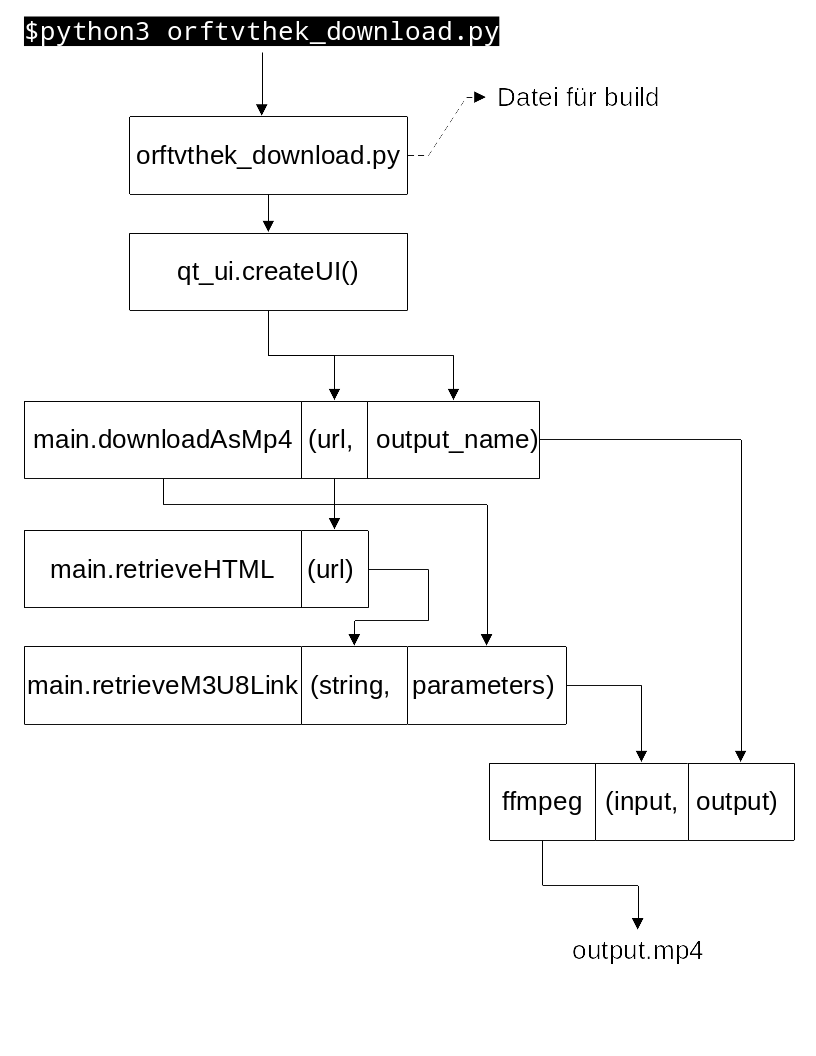 $python3 orftvthek_download.py
Datei für build
orftvthek_download.py
qt_ui.createUI()
main.downloadAsMp4 (url, output_name)
main.retrieveHTML (url)
main.retrieveM3U8Link (string, parameters)
ffmpeg (input, output)
output.mp4